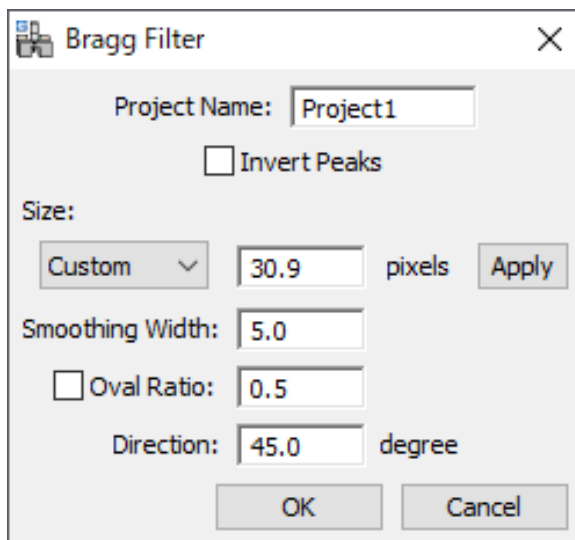 Bragg Filter
Project Name: Project1
Invert Peaks
Size:
Custom 30.9 pixels Apply
Smoothing Width: 5.0
Oval Ratio: 0.5
Direction: 45.0 degree
OK Cancel